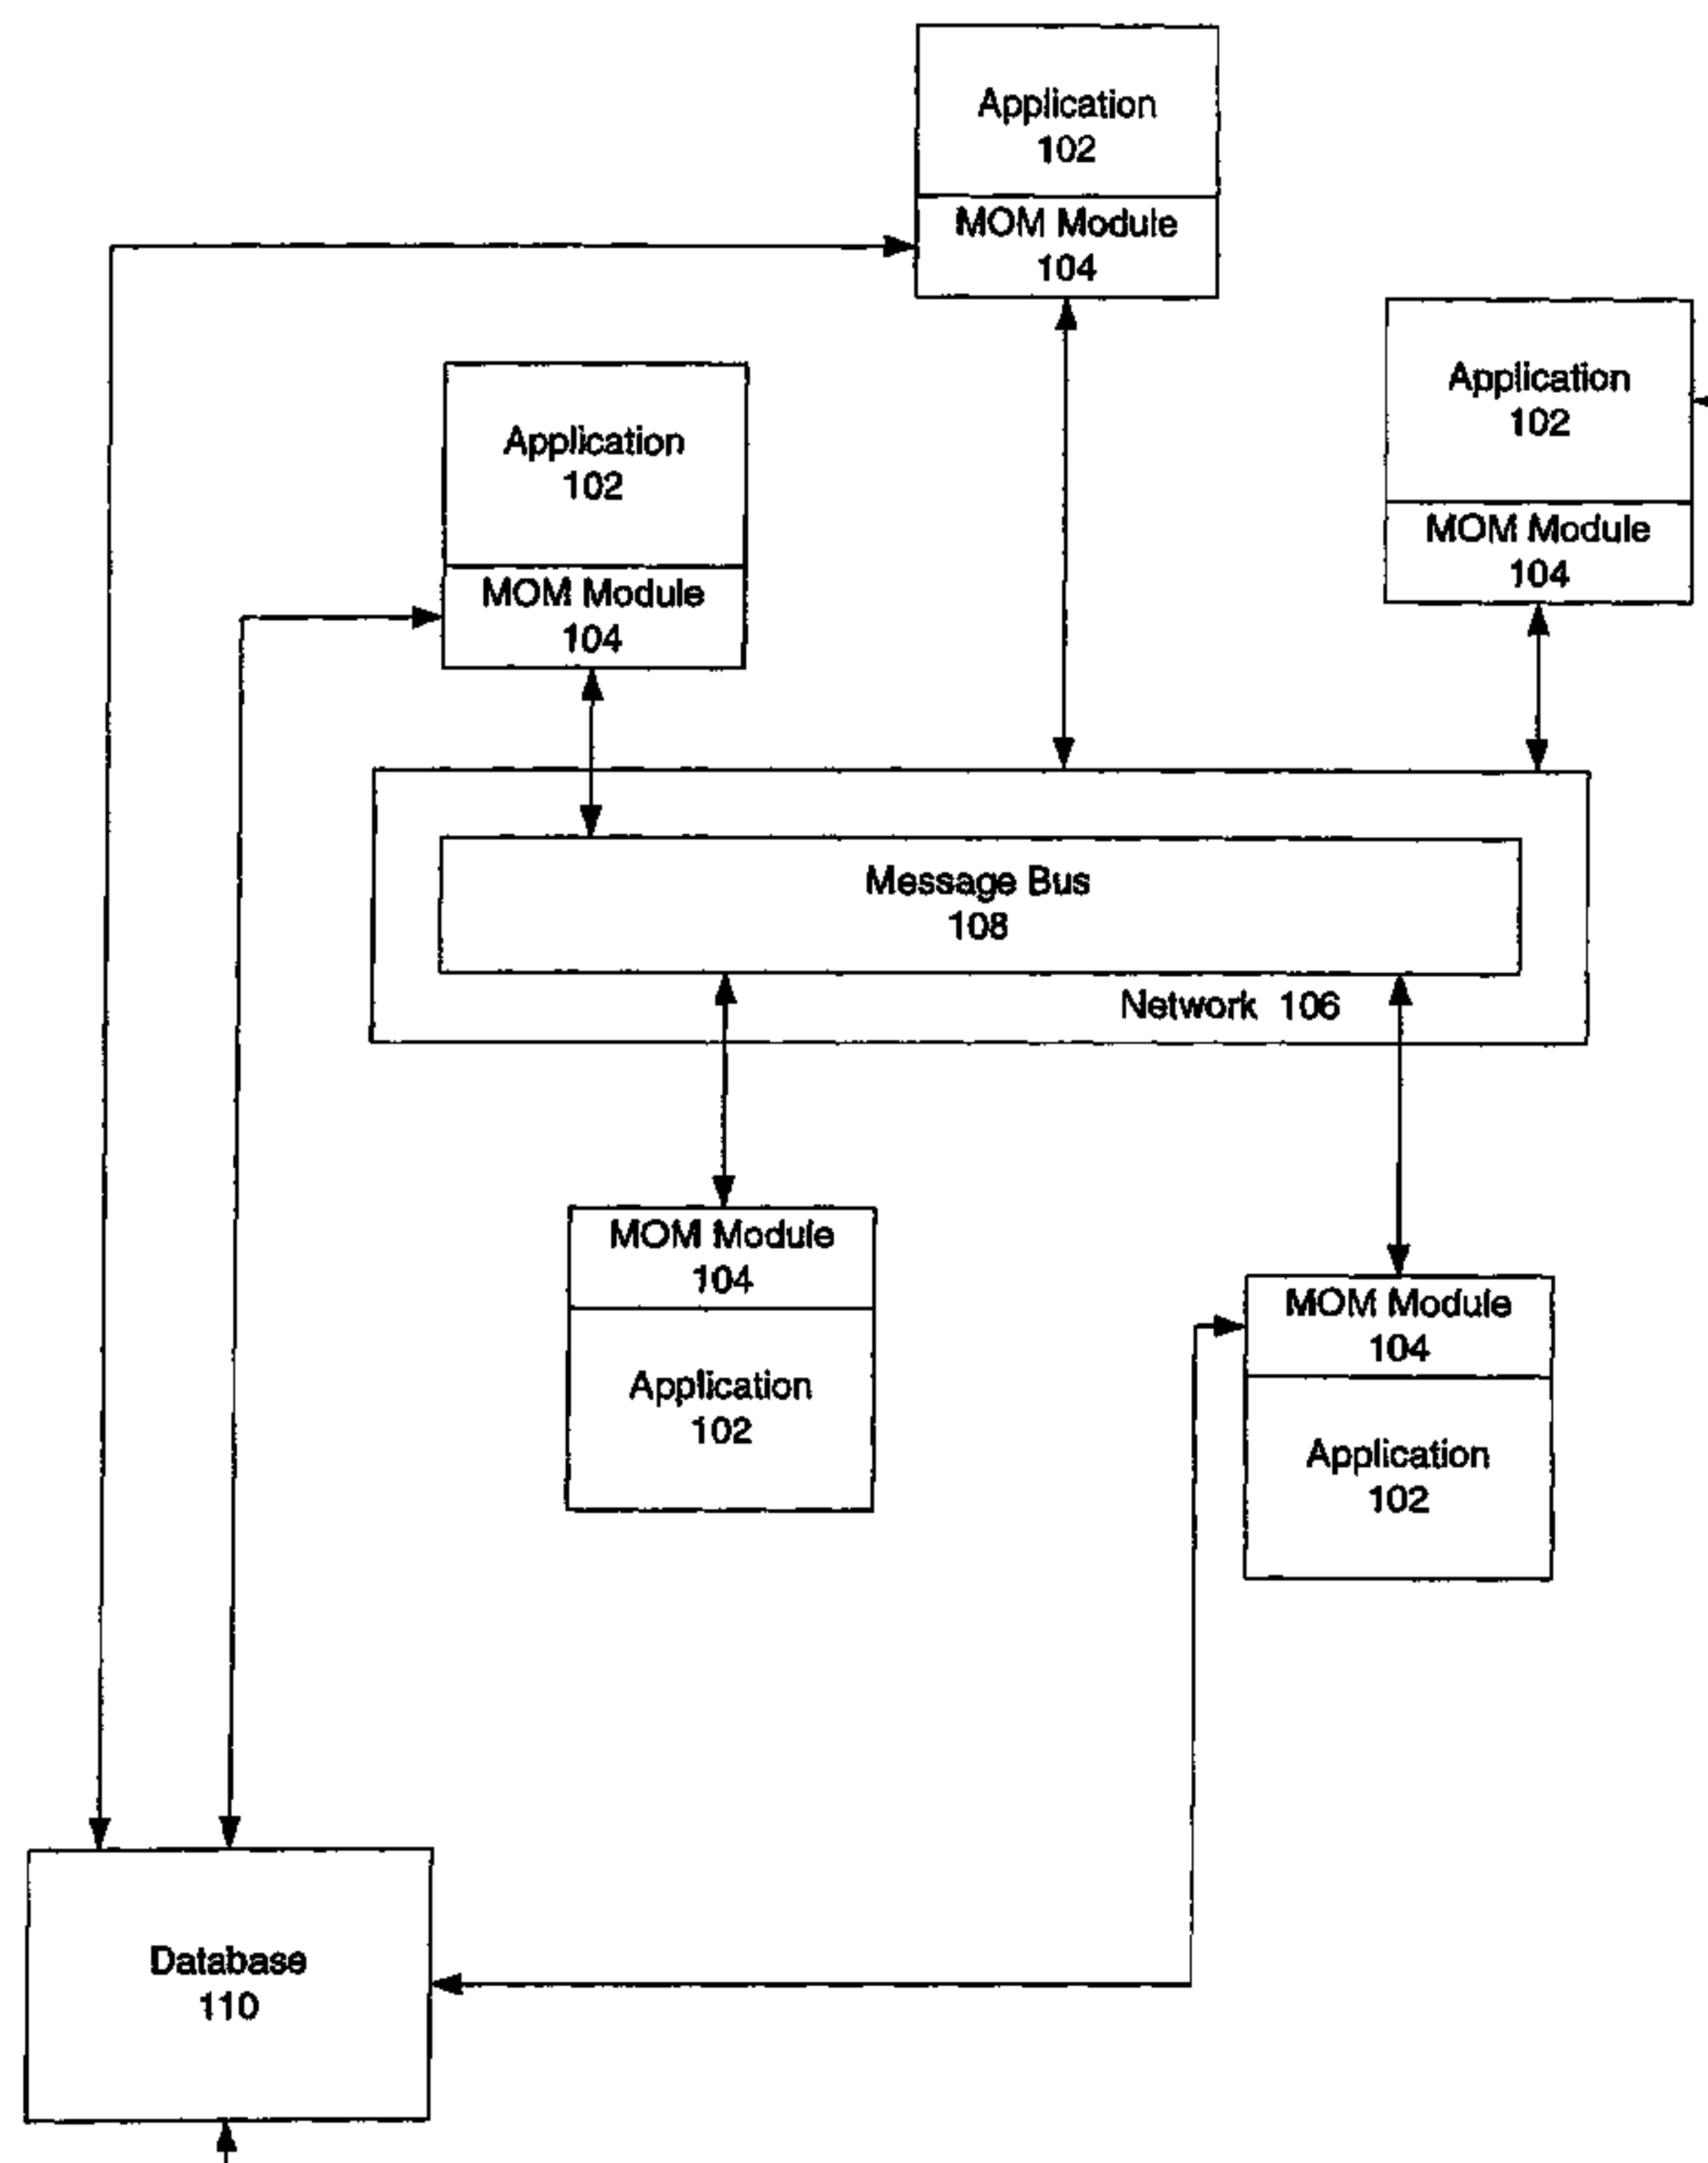 Application
102
MOM Module
104
Application
102
MOM Module
104
Application
102
MOM Module
104
Message Bus
108
Network 106
MOM Module
104
Application
102
MOM Module
104
Application
102
Database
110